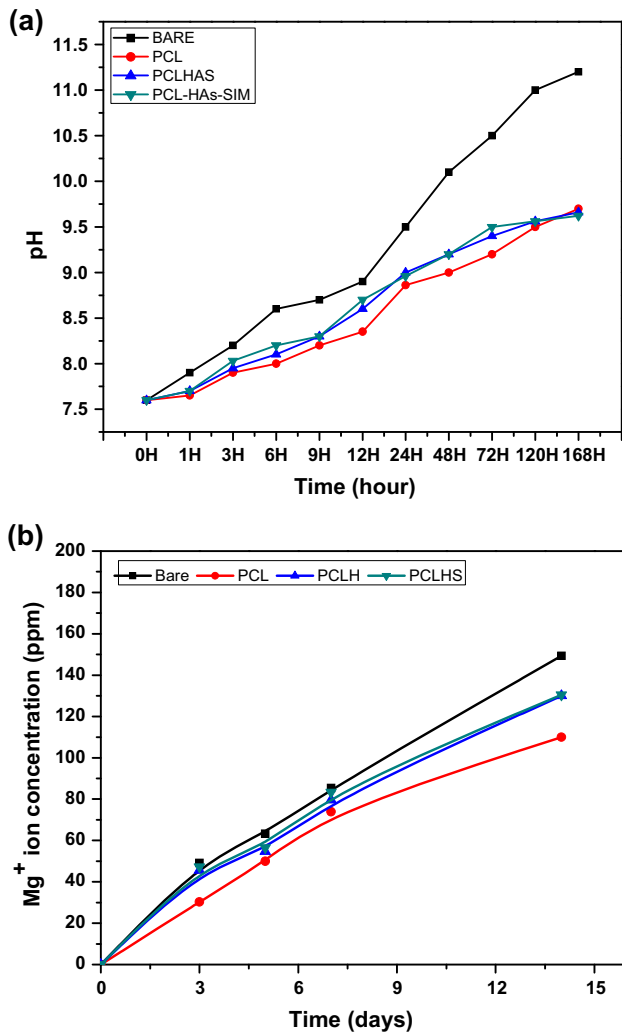 (a)
BARE
PCL
PCLHAS
PCL-HAs-SIM
11.5
11.0
10.5
10.0
9.5
9.0
8.5
8.0
7.5
pH
0H 1H 3H 6H 9H 12H 24H 48H 72H 120H 168H
Time (hour)
(b)
Bare PCL PCLH PCLHS
200
180
160
140
120
100
80
60
40
20
0
Mg+ ion concentration (ppm)
0 3 6 9 12 15
Time (days)